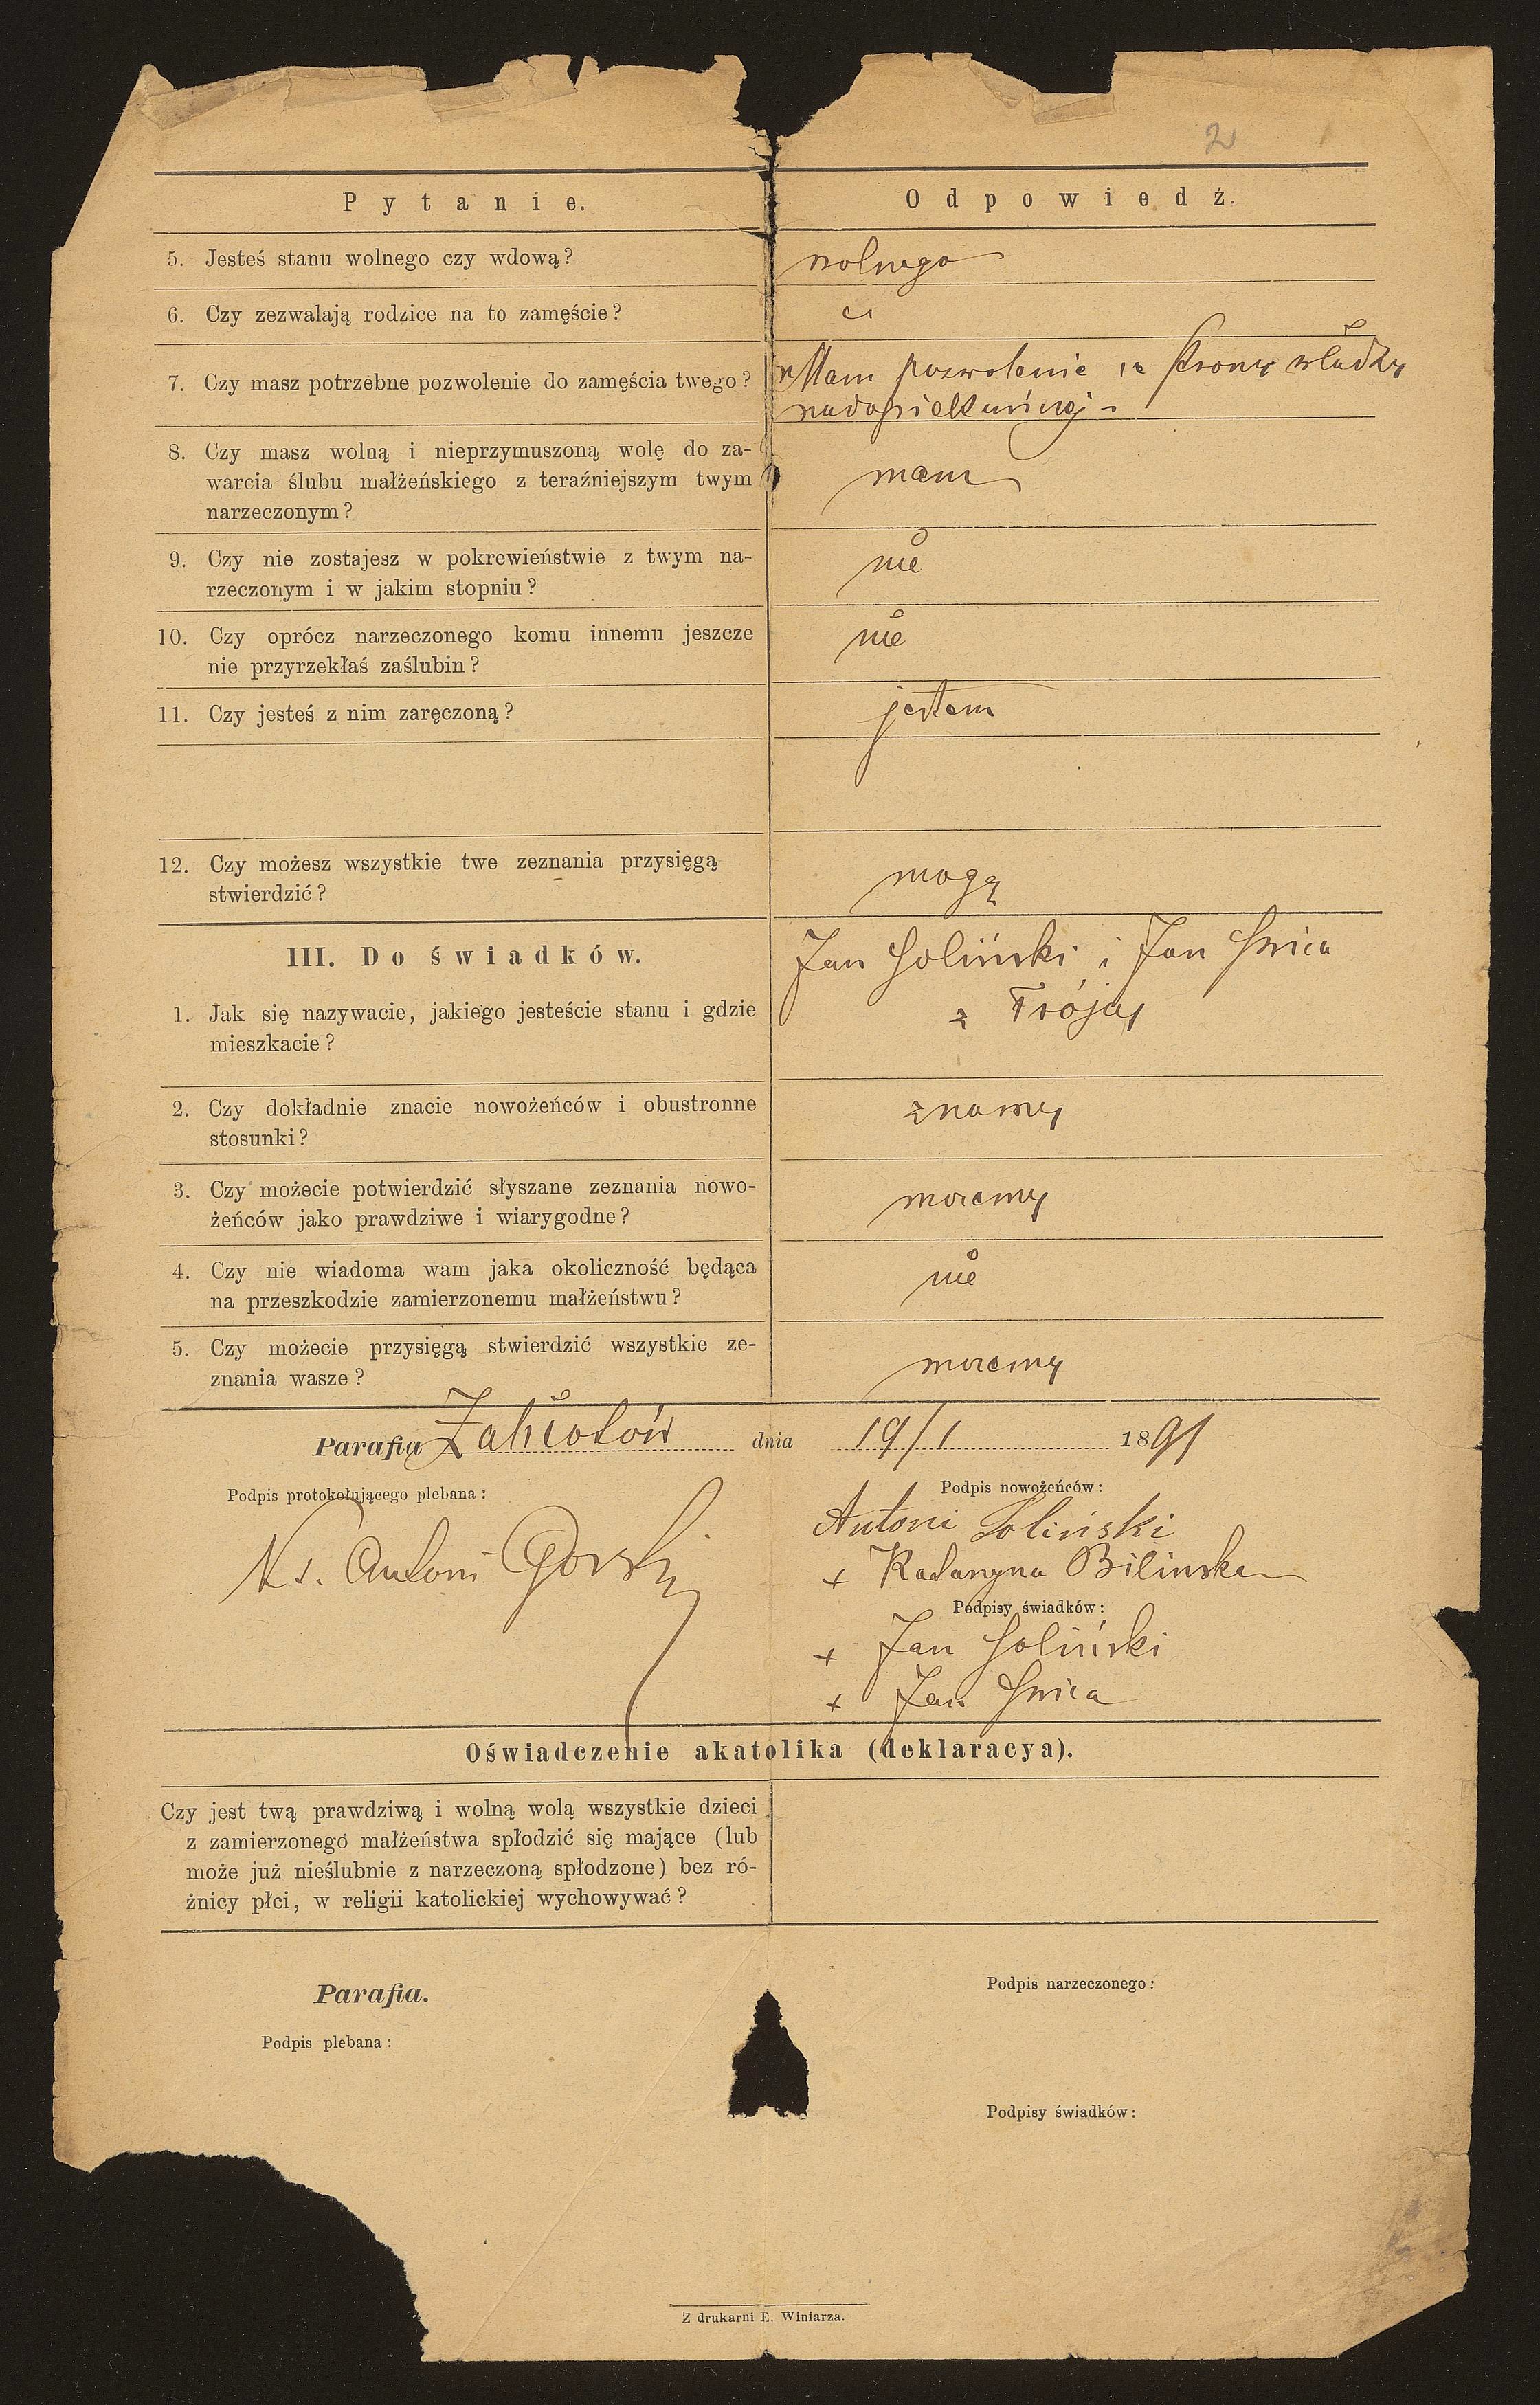 2
Pytanie.
Odpowiedź.
5. Jesteś stanu wolnego czy wdową?
wolnego
6. Czy zezwalają rodzice na to zamęście?
7. Czy masz potrzebne pozwolenie do zamęścia twego?
Mam pozwolenie ze strony władzy
nadopiekuńczej
8. Czy masz wolną i nieprzymuszoną wolę do za-
warcia ślubu małżeńskiego z teraźniejszym twym
narzeczonym?
mam
9. Czy nie zostajesz w pokrewieństwie z twym na-
rzeczonym i w jakim stopniu?
nie
10. Czy oprócz narzeczonego komu innemu jeszcze
nie przyrzekłaś zaślubin?
nie
11. Czy jesteś z nim zaręczoną?
jestem
12. Czy możesz wszystkie twe zeznania przysięgą
stwierdzić?
mogę
III. Do świadków.
Jan Soliński i Jan
z Trójcy
1. Jak się nazywacie, jakiego jesteście stanu i gdzie
mieszkacie?
2. Czy dokładnie znacie nowożeńców i obustronne
stosunki?
znamy
3. Czy możecie potwierdzić słyszane zeznania nowo-
żeńców jako prawdziwe i wiarygodne?
możemy
4. Czy nie wiadoma wam jaka okoliczność będąca
na przeszkodzie zamierzonemu małżeństwu?
nie
5. Czy możecie przysięgą stwierdzić wszystkie ze-
znania wasze?
możemy
Parafia Zabłotów dnia 19/1 1891
Podpis protokołującego plebana:
Podpis nowożeńców:
Ks. Antoni Gorski
Antoni Soliński
+ Katarzyna Bilinska
Podpisy świadków:
+ Jan Soliński
+ Jan
Oświadczenie akatolika (deklaracya).
Czy jest twą prawdziwą i wolną wolą wszystkie dzieci
z zamierzonego małżeństwa spłodzić się mające (lub
może już nieślubnie z narzeczoną spłodzone) bez ró-
żnicy płci, w religii katolickiej wychowywać?
Parafia.
Podpis narzeczonego:
Podpis plebana:
Podpisy świadków:
Z drukarni E. Winiarza.